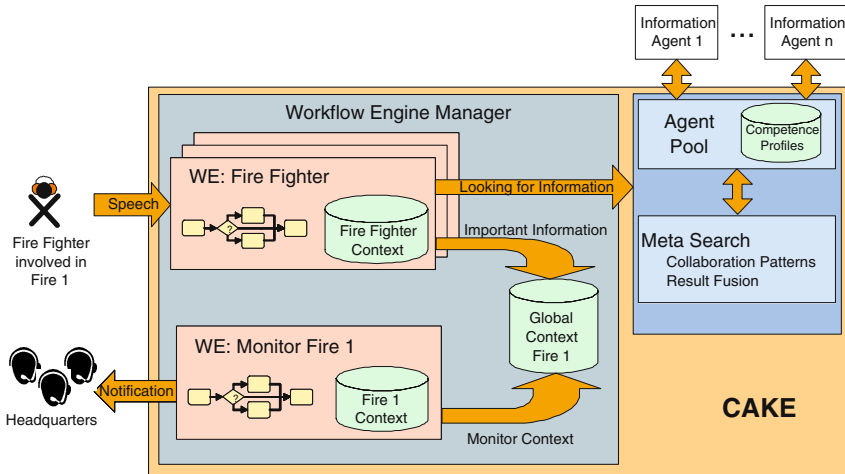 Information
Agent 1
...
Information
Agent n
Workflow Engine Manager
Agent
Pool
Competence
Profiles
WE: Fire Fighter
Looking for Information
Speech
?
Fire Fighter
Context
Important Information
Fire Fighter
involved in
Fire 1
Meta Search
Collaboration Patterns
Result Fusion
Global
Context
Fire 1
WE: Monitor Fire 1
Notification
?
Fire 1
Context
Headquarters
Monitor Context
CAKE